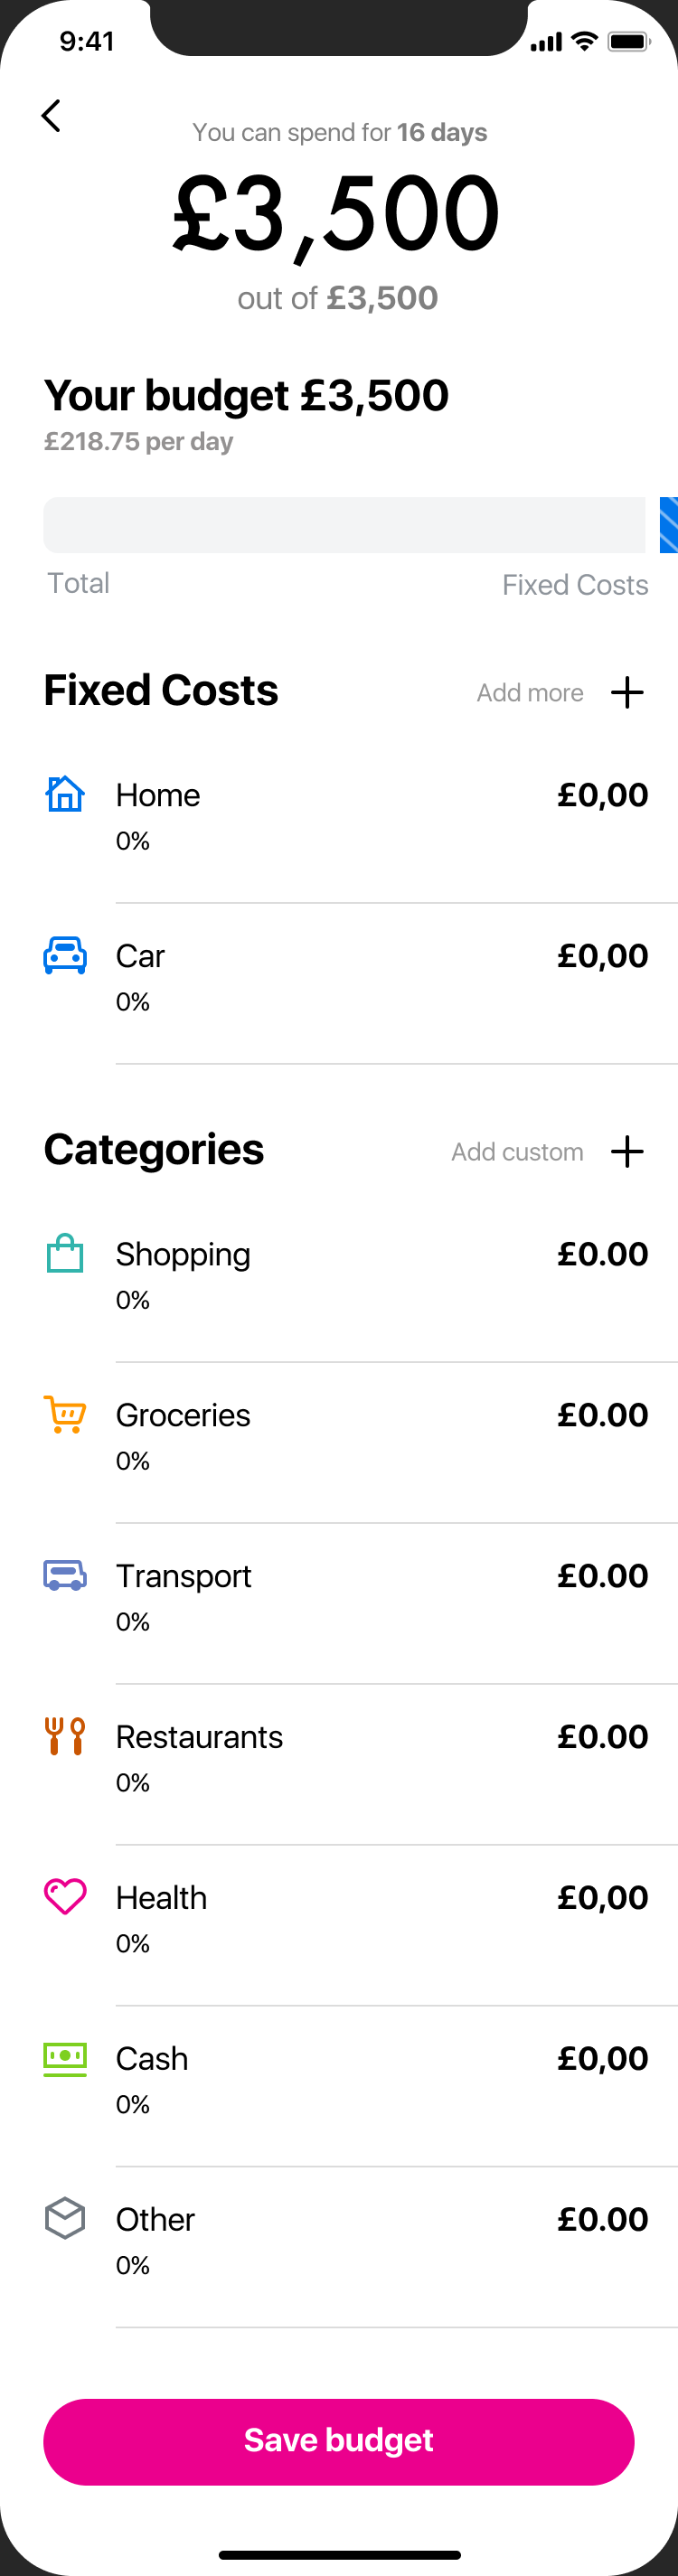 9:41
You can spend for 16 days
£3,500
out of £3,500
Your budget £3,500
£218.75 per day
Total Fixed Costs
Fixed Costs Add more
Home £0,00
0%
Car £0,00
0%
Categories Add custom
Shopping £0.00
0%
Groceries £0.00
0%
Transport £0.00
0%
Restaurants £0.00
0%
Health £0,00
0%
Cash £0,00
0%
Other £0.00
0%
Save budget